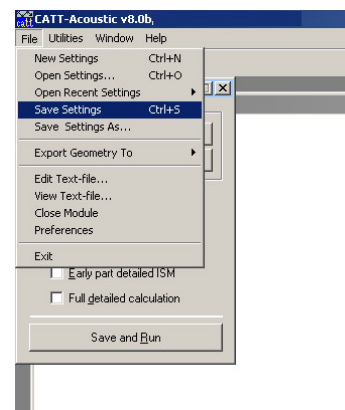 CATT-Acoustic v8.0b,
File Utilities Window Help
New Settings Ctrl+N
Open Settings... Ctrl+O
Open Recent Settings
Save Settings Ctrl+S
Save Settings As...
Export Geometry To
Edit Text-file...
View Text-file...
Close Module
Preferences
Exit
Early part detailed ISM
Full detailed calculation
Save and Run